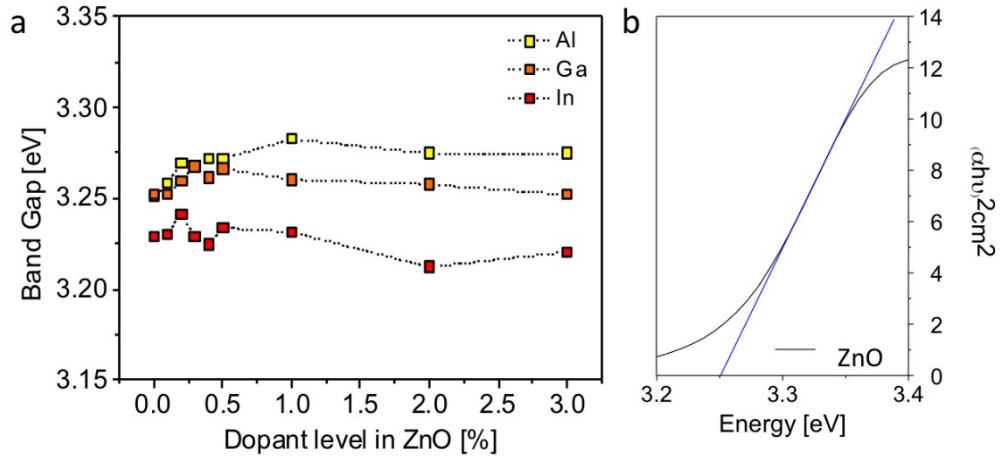 a
3.35
3.30
3.25
3.20
3.15
Band Gap [eV]
Al
Ga
In
0.0 0.5 1.0 1.5 2.0 2.5 3.0
Dopant level in ZnO [%]
b
14
12
10
8
6
4
2
0
(αhυ)2cm2
ZnO
3.2 3.3 3.4
Energy [eV]